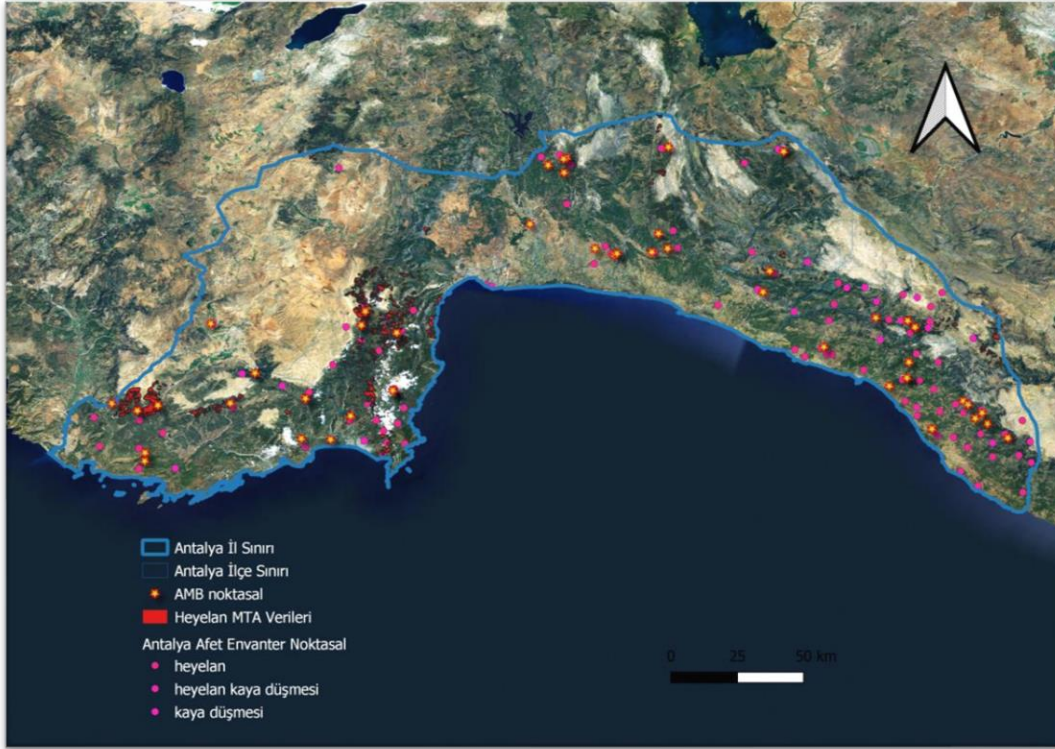 Antalya İl Sınırı
Antalya İlçe Sınırı
AMB noktasal
Heyelan MTA Verileri
Antalya Afet Envanter Noktasal
heyelan
heyelan kaya düşmesi
kaya düşmesi
0 25 50 km